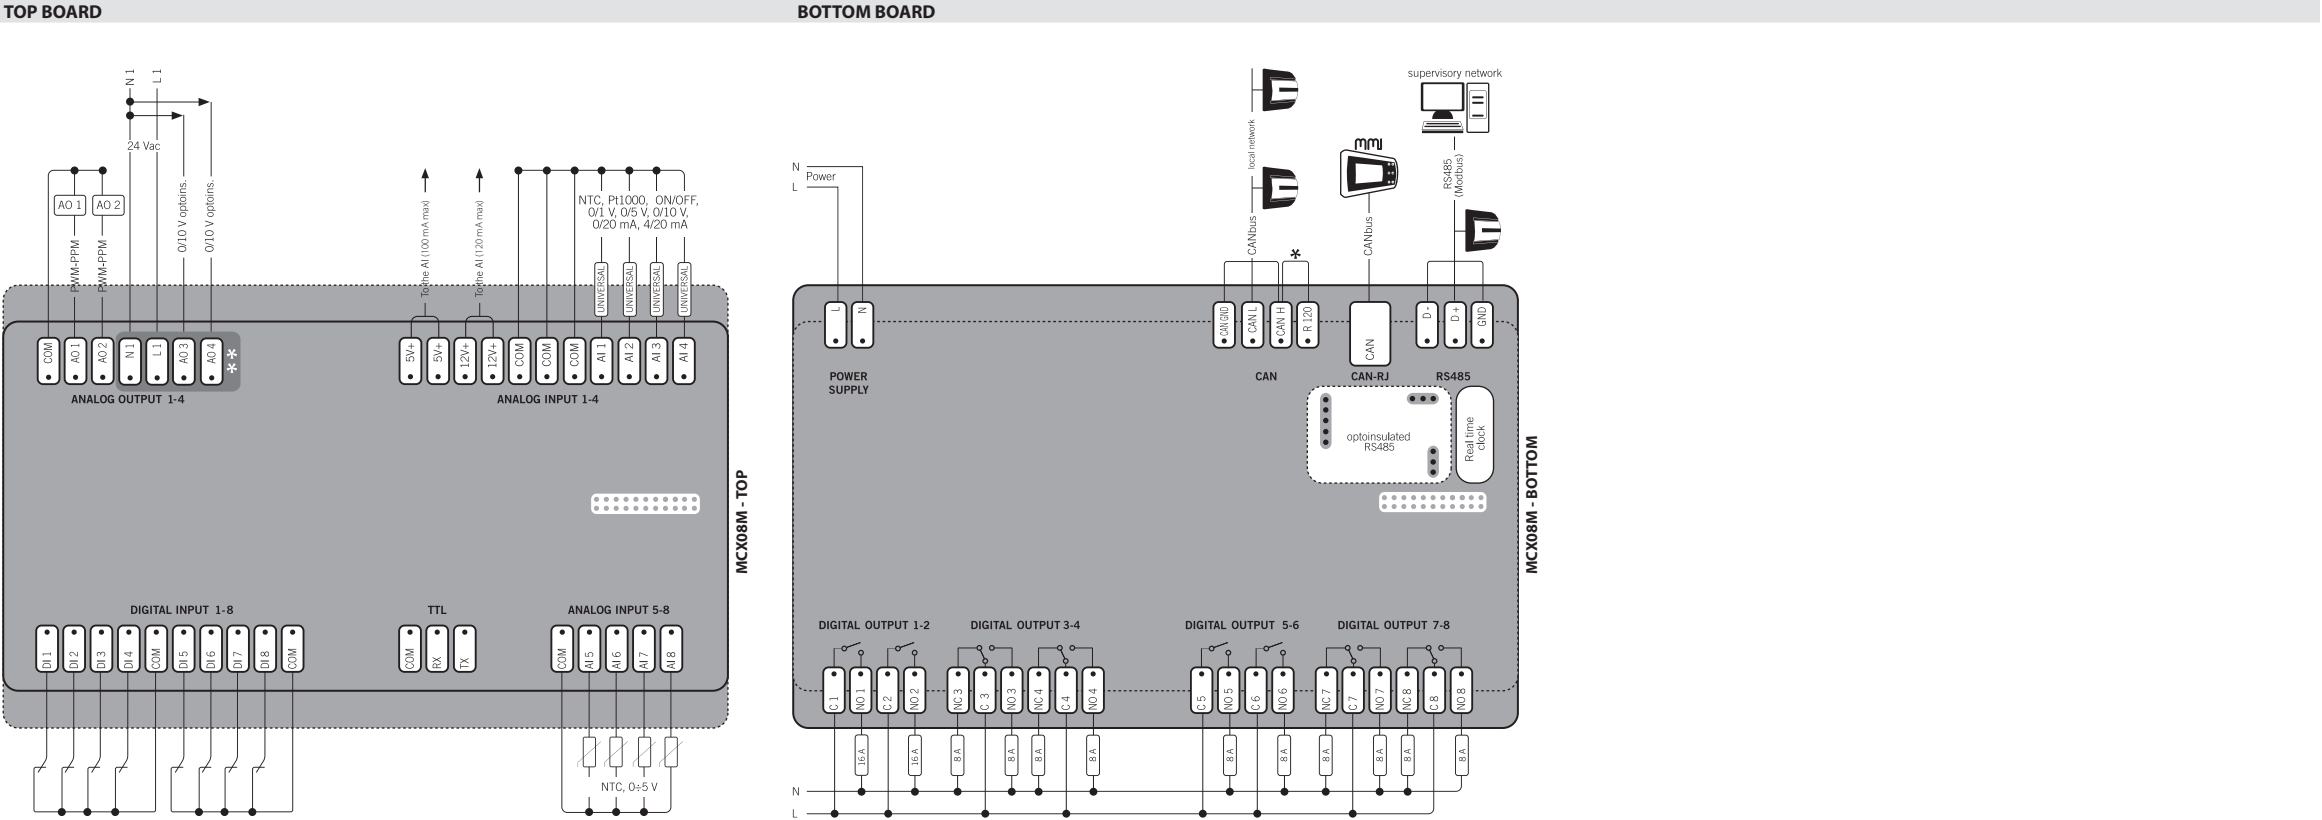 TOP BOARD
BOTTOM BOARD
N 1
L 1
24 Vac
AO 1
AO 2
PWM-PPM
PWM-PPM
0/10 V optoins.
0/10 V optoins.
To the AI (100 mA max)
To the AI (120 mA max)
NTC, Pt1000, ON/OFF,
0/1 V, 0/5 V, 0/10 V,
0/20 mA, 4/20 mA
UNIVERSAL
UNIVERSAL
UNIVERSAL
UNIVERSAL
COM
AO 1
AO 2
N 1
L 1
AO 3
AO 4
**
5V+
5V+
12V+
12V+
COM
COM
COM
AI 1
AI 2
AI 3
AI 4
ANALOG OUTPUT 1-4
ANALOG INPUT 1-4
MCX08M - TOP
DIGITAL INPUT 1-8
TTL
ANALOG INPUT 5-8
DI 1
DI 2
DI 3
DI 4
COM
DI 5
DI 6
DI 7
DI 8
COM
COM
RX
TX
COM
AI 5
AI 6
AI 7
AI 8
NTC, 0÷5 V
N
Power
L
local network
CANbus
*
mmi
CANbus
supervisory network
RS485
(Modbus)
L
N
CAN GND
CAN L
CAN H
R 120
CAN
D -
D +
GND
POWER
SUPPLY
CAN
CAN-RJ
RS485
optoinsulated
RS485
Real time
clock
MCX08M - BOTTOM
DIGITAL OUTPUT 1-2
DIGITAL OUTPUT 3-4
DIGITAL OUTPUT 5-6
DIGITAL OUTPUT 7-8
C 1
NO 1
C 2
NO 2
NC 3
C 3
NO 3
NC 4
C 4
NO 4
C 5
NO 5
C 6
NO 6
NC 7
C 7
NO 7
NC 8
C 8
NO 8
16 A
16 A
8 A
8 A
8 A
8 A
8 A
8 A
8 A
8 A
8 A
8 A
N
L